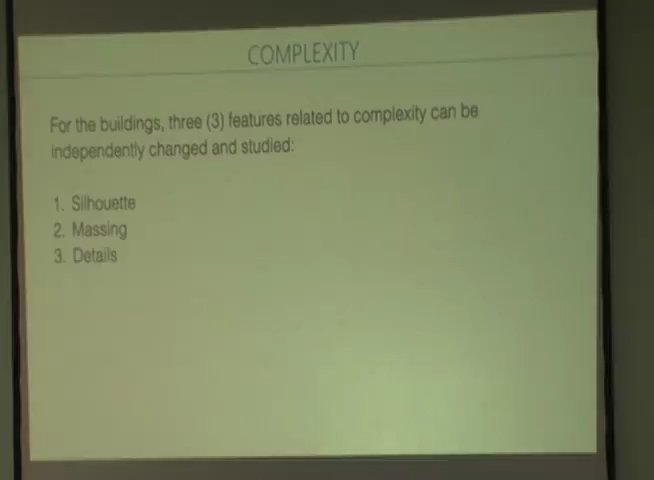 COMPLEXITY
For the buildings, three (3) features related to complexity can be
independently changed and studied:
1. Silhouette
2. Massing
3. Details